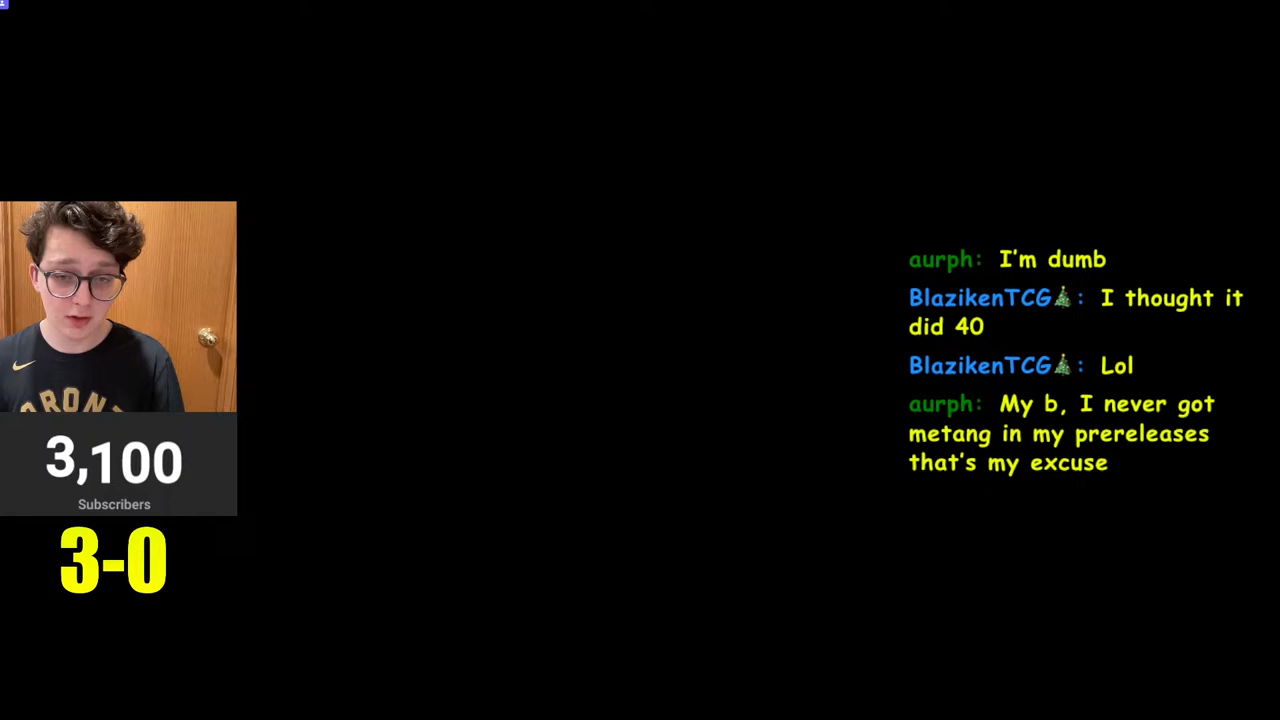 aurph: I'm dumb
BlazikenTCG🎄: I thought it
did 40
BlazikenTCG🎄: Lol
aurph: My b, I never got
metang in my prereleases
that's my excuse
3,100
Subscribers
3-0